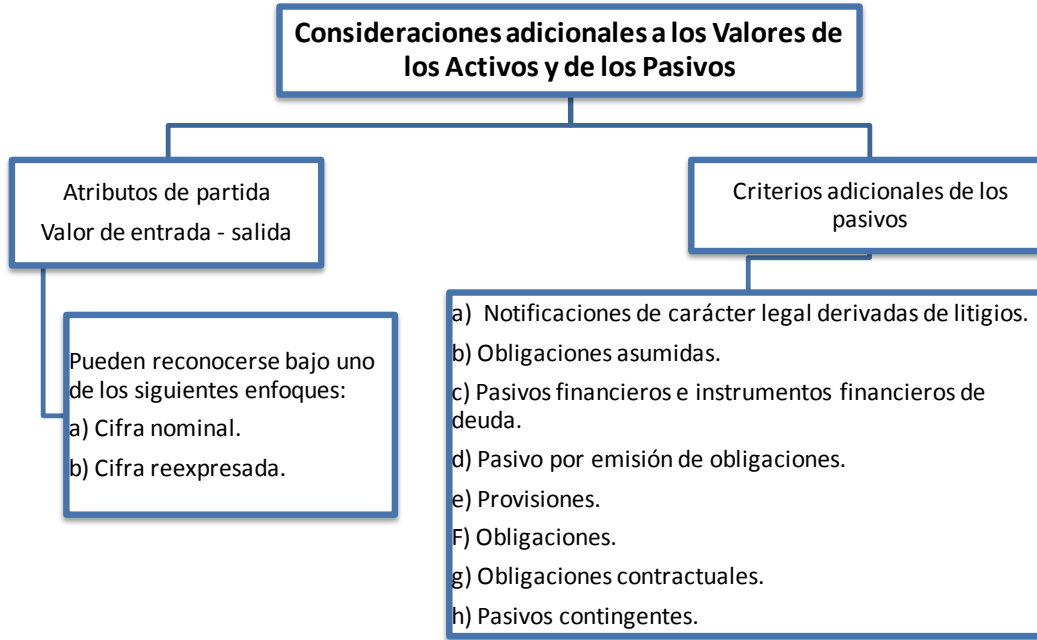 Consideraciones adicionales a los Valores de
los Activos y de los Pasivos
Atributos de partida
Valor de entrada - salida
Pueden reconocerse bajo uno
de los siguientes enfoques:
a) Cifra nominal.
b) Cifra reexpresada.
Criterios adicionales de los
pasivos
a) Notificaciones de carácter legal derivadas de litigios.
b) Obligaciones asumidas.
c) Pasivos financieros e instrumentos financieros de
deuda.
d) Pasivo por emisión de obligaciones.
e) Provisiones.
F) Obligaciones.
g) Obligaciones contractuales.
h) Pasivos contingentes.